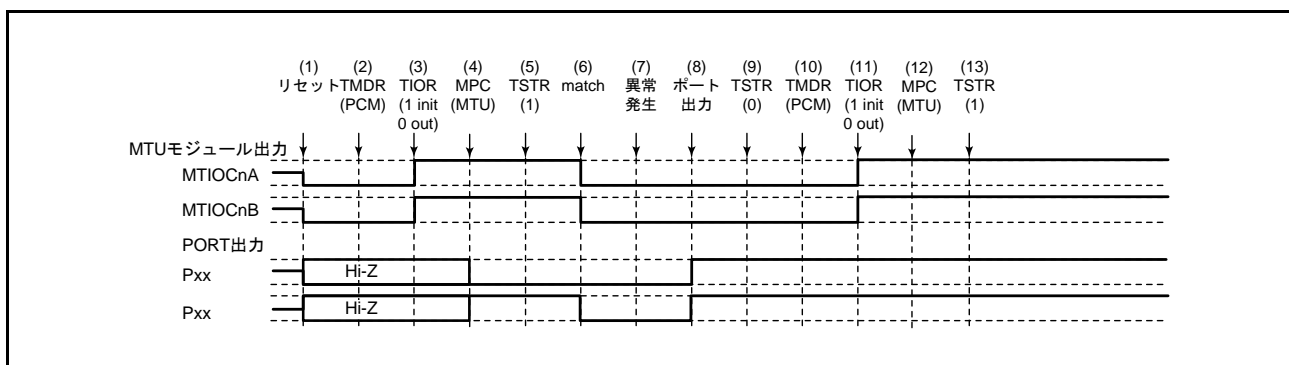 (1) (2) (3) (4) (5) (6) (7) (8) (9) (10) (11) (12) (13)
リセット TMDR TIOR MPC TSTR match 異常 ポート TSTR TMDR TIOR MPC TSTR
(PCM) (1 init (MTU) (1) 発生 出力 (0) (PCM) (1 init (MTU) (1)
0 out) 0 out)
MTUモジュール出力
MTIOCnA
MTIOCnB
PORT出力
Pxx Hi-Z
Pxx Hi-Z